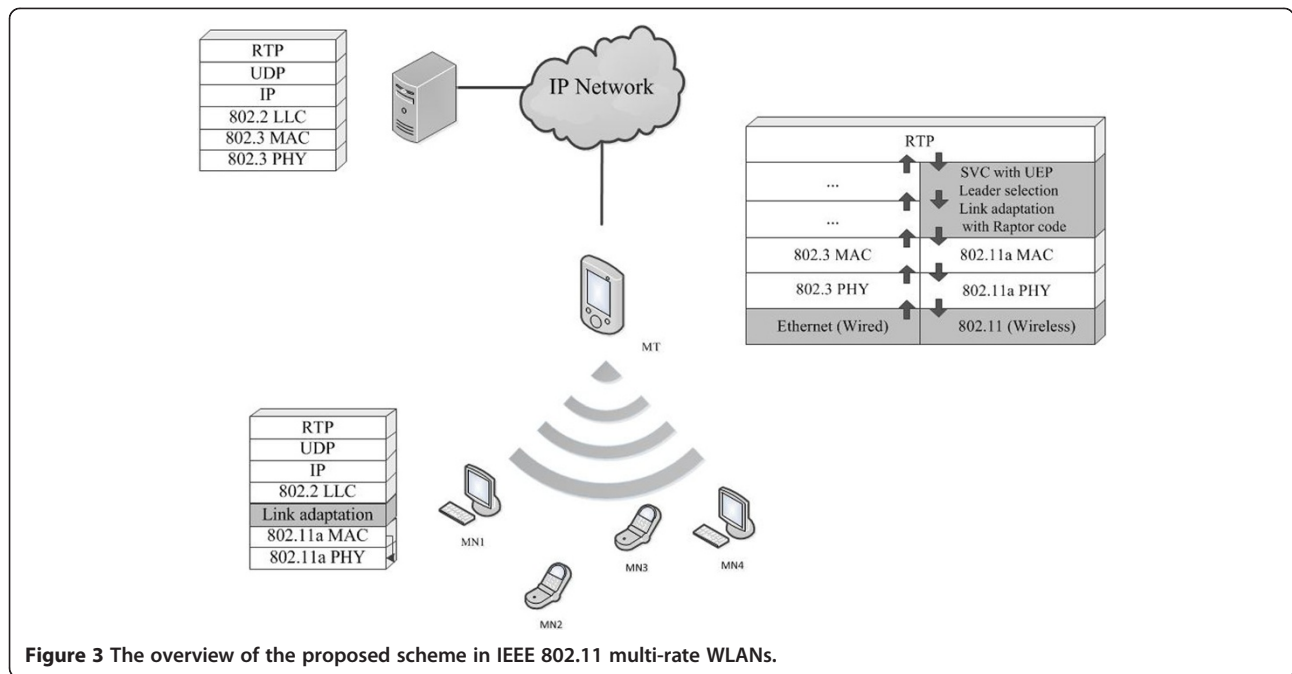 RTP
UDP
IP
802.2 LLC
802.3 MAC
802.3 PHY
IP Network
RTP
...
...
SVC with UEP
Leader selection
Link adaptation
with Raptor code
802.3 MAC
802.11a MAC
802.3 PHY
802.11a PHY
Ethernet (Wired)
802.11 (Wireless)
MT
RTP
UDP
IP
802.2 LLC
Link adaptation
802.11a MAC
802.11a PHY
MN1
MN2
MN3
MN4
Figure 3 The overview of the proposed scheme in IEEE 802.11 multi-rate WLANs.